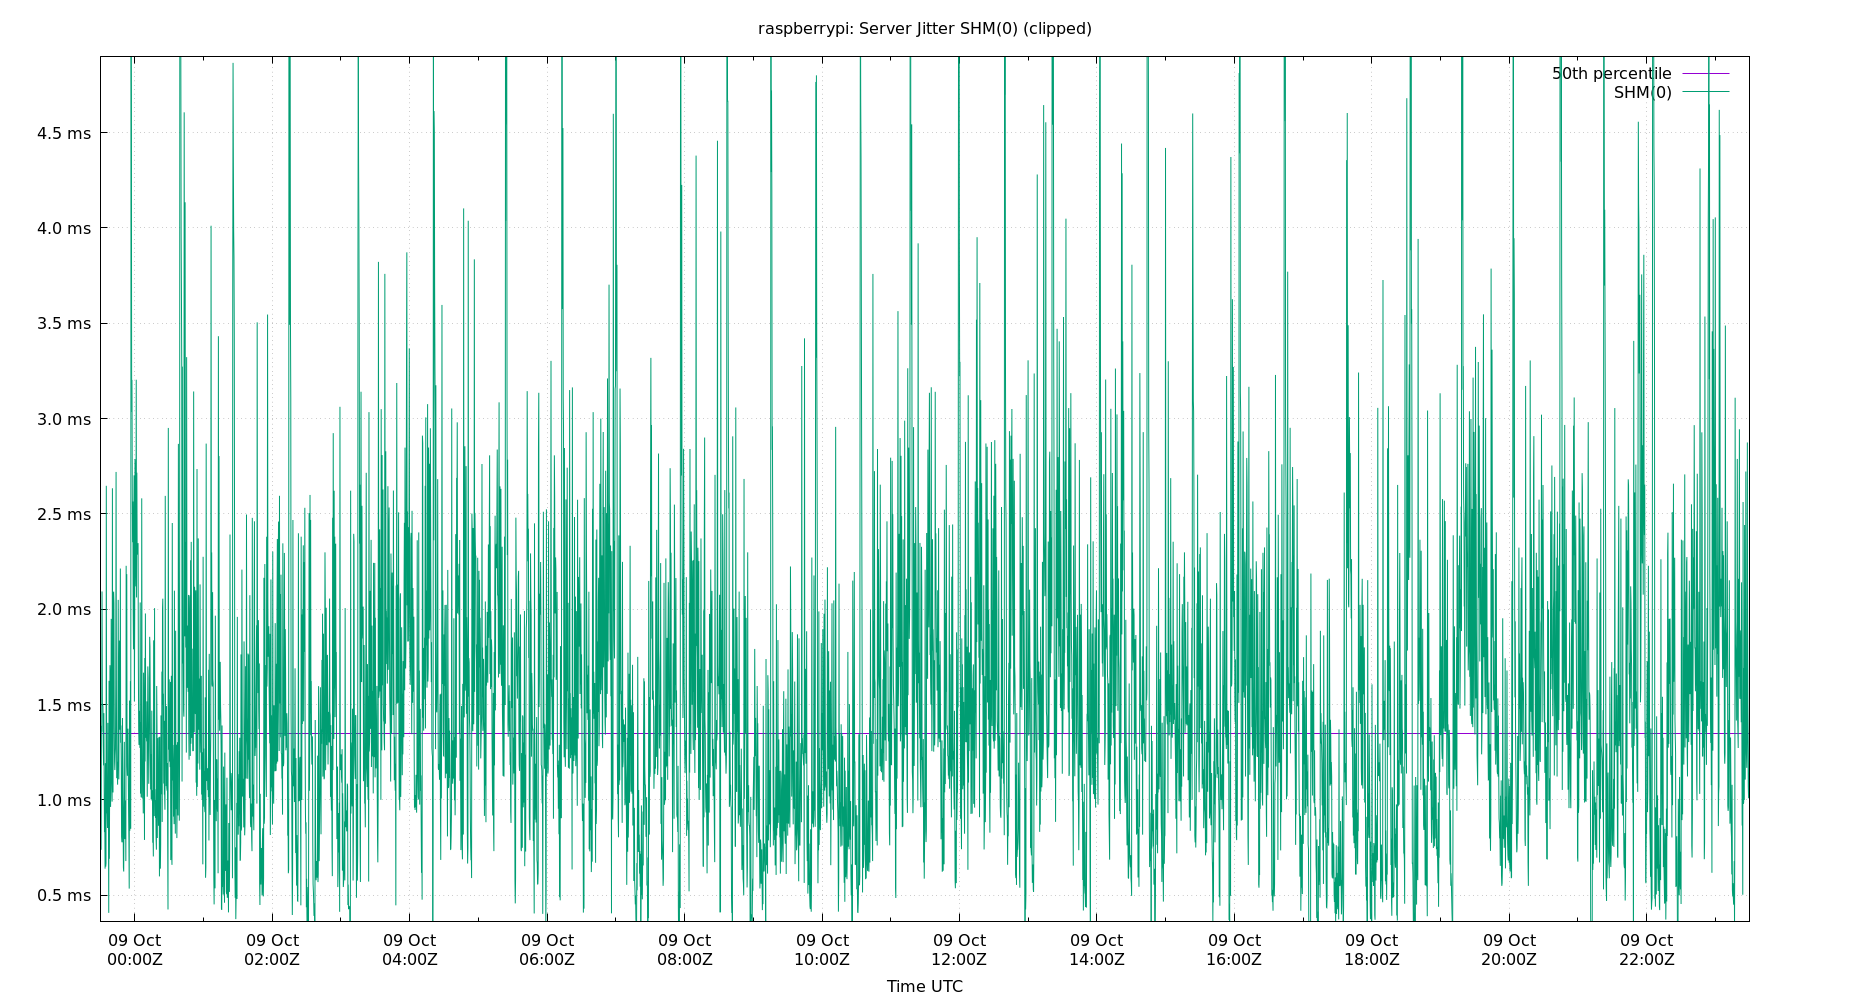 raspberrypi: Server Jitter SHM(0) (clipped)
50th percentile
SHM(0)
4.5 ms
4.0 ms
3.5 ms
3.0 ms
2.5 ms
2.0 ms
1.5 ms
1.0 ms
0.5 ms
09 Oct 09 Oct 09 Oct 09 Oct 09 Oct 09 Oct 09 Oct 09 Oct 09 Oct 09 Oct 09 Oct 09 Oct
00:00Z 02:00Z 04:00Z 06:00Z 08:00Z 10:00Z 12:00Z 14:00Z 16:00Z 18:00Z 20:00Z 22:00Z
Time UTC